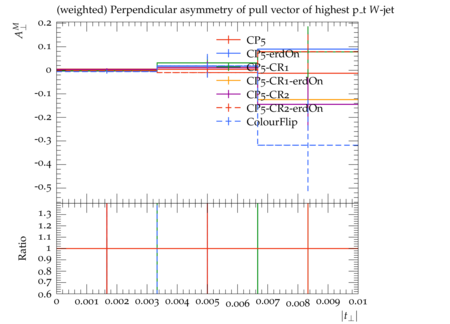 (weighted) Perpendicular asymmetry of pull vector of highest p_t W-jet
A^M_⊥
0.2
0.1
0
-0.1
-0.2
-0.3
-0.4
-0.5
CP5
CP5-erdOn
CP5-CR1
CP5-CR1-erdOn
CP5-CR2
CP5-CR2-erdOn
ColourFlip
Ratio
1.3
1.2
1.1
1
0.9
0.8
0.7
0.6
0 0.001 0.002 0.003 0.004 0.005 0.006 0.007 0.008 0.009 0.01
|t_⊥|